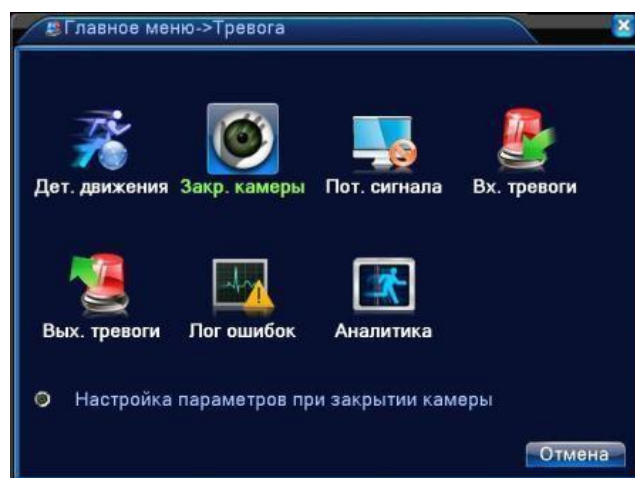 Главное меню->Тревога
Дет. движения Закр. камеры Пот. сигнала Вх. тревоги
Вых. тревоги Лог ошибок Аналитика
Настройка параметров при закрытии камеры
Отмена